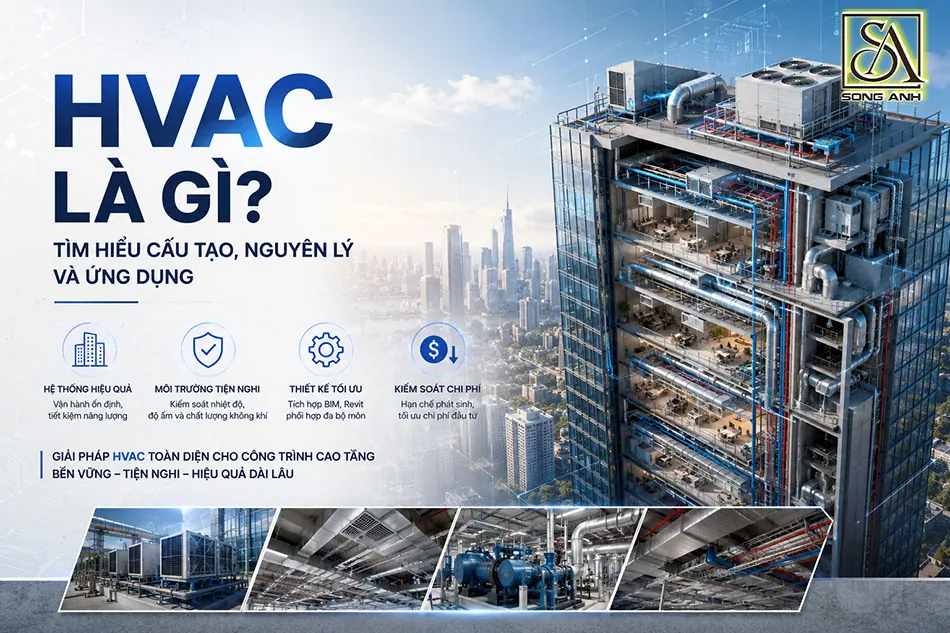 SA
SONG ANH
HVAC
LÀ GÌ?
TÌM HIỂU CẤU TẠO, NGUYÊN LÝ
VÀ ỨNG DỤNG
HỆ THỐNG HIỆU QUẢ
Vận hành ổn định,
tiết kiệm năng lượng
MÔI TRƯỜNG TIỆN NGHI
Kiểm soát nhiệt độ,
độ ẩm và chất lượng không khí
THIẾT KẾ TỐI ƯU
Tích hợp BIM, Revit
phối hợp đa bộ môn
$
KIỂM SOÁT CHI PHÍ
Hạn chế phát sinh,
tối ưu chi phí đầu tư
GIẢI PHÁP HVAC TOÀN DIỆN CHO CÔNG TRÌNH CAO TẦNG
BỀN VỮNG – TIỆN NGHI – HIỆU QUẢ DÀI LÂU